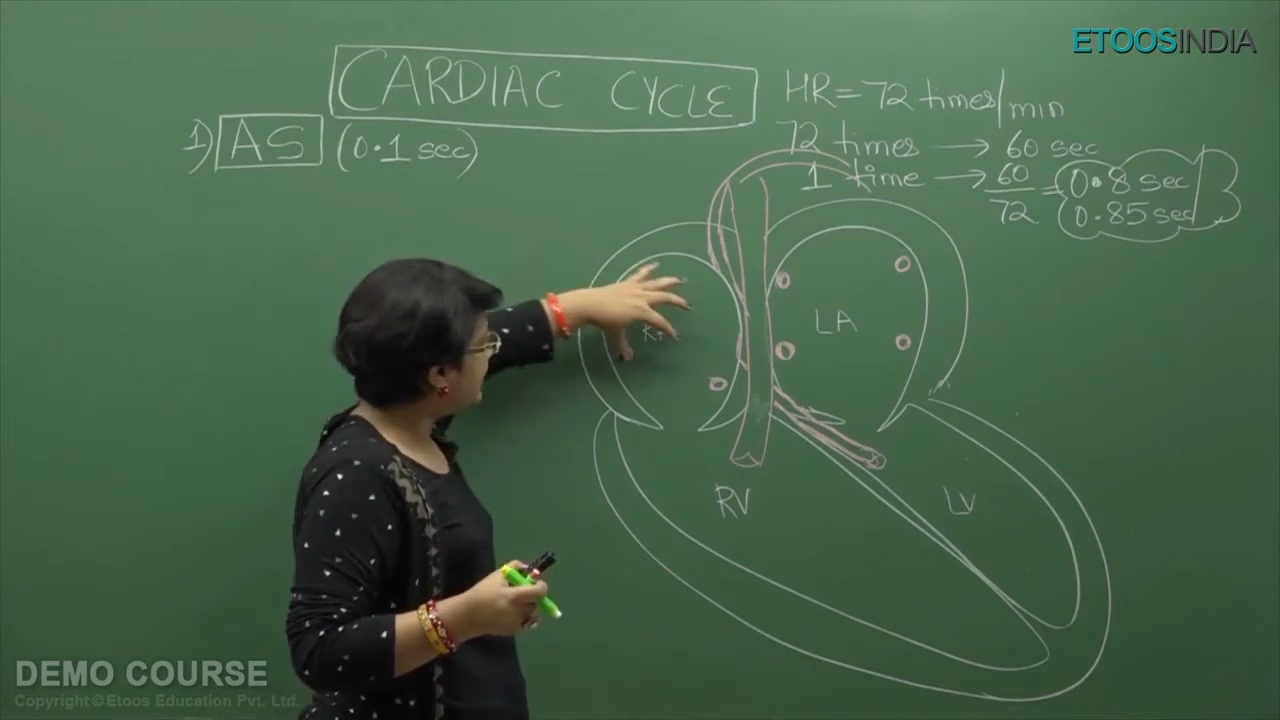 ETOOSINDIA
CARDIAC CYCLE
HR = 72 times/min
1) AS (0.1 sec)
72 times → 60 sec
1 time → 60/72 = 0.8 sec
0.85 sec
LA
RV
LV
DEMO COURSE
Copyright © Etoos Education Pvt. Ltd.